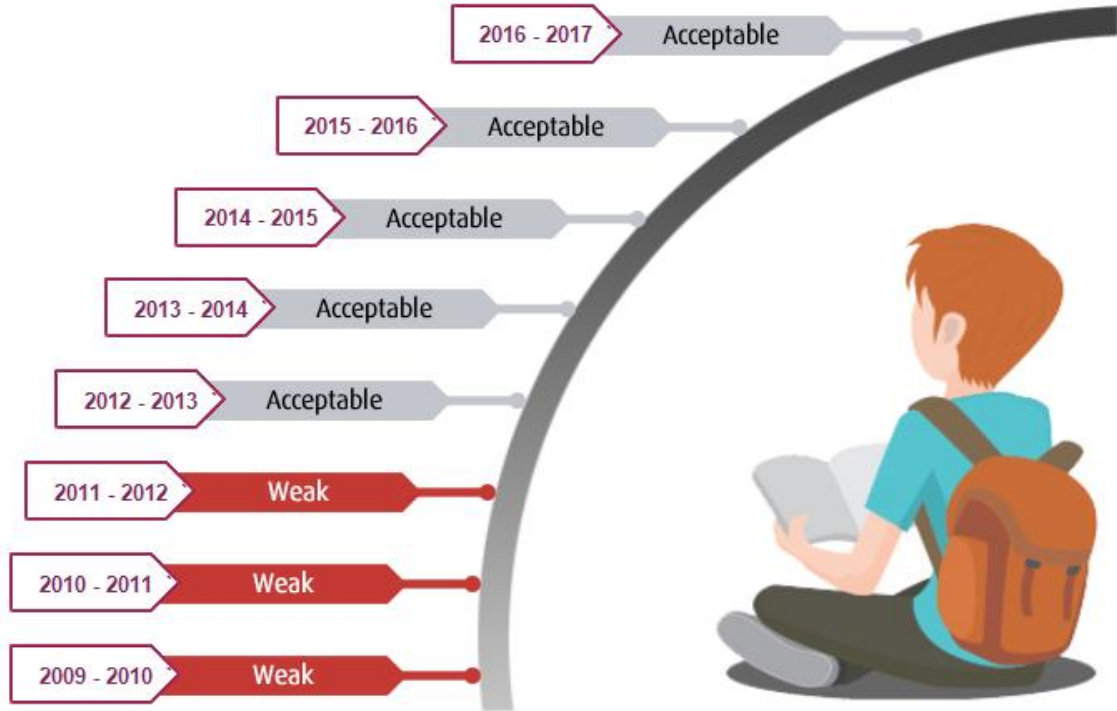 2016 - 2017 Acceptable
2015 - 2016 Acceptable
2014 - 2015 Acceptable
2013 - 2014 Acceptable
2012 - 2013 Acceptable
2011 - 2012 Weak
2010 - 2011 Weak
2009 - 2010 Weak